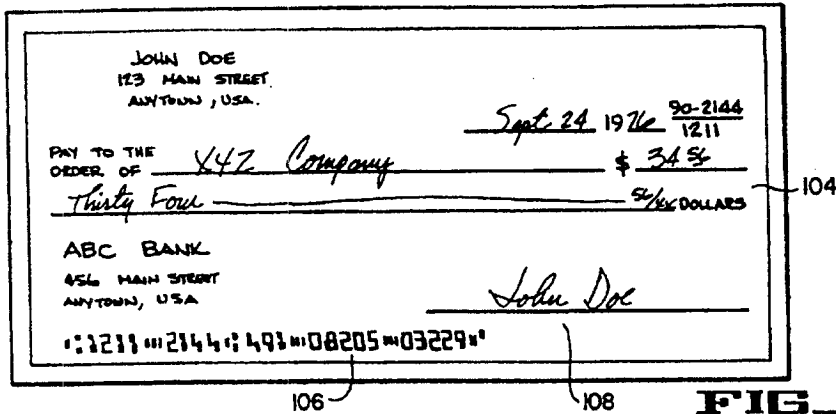 JOHN DOE
123 MAIN STREET
ANYTOWN, USA.
Sept. 24 1976 90-2144
1211
PAY TO THE
ORDER OF X4Z Company $ 34 56
Thirty Four 56/xx DOLLARS
104
ABC BANK
456 MAIN STREET
ANYTOWN, USA
John Doe
⑆1211⑉2144⑆493⑈08205⑈03229⑈
106 108 FIG.